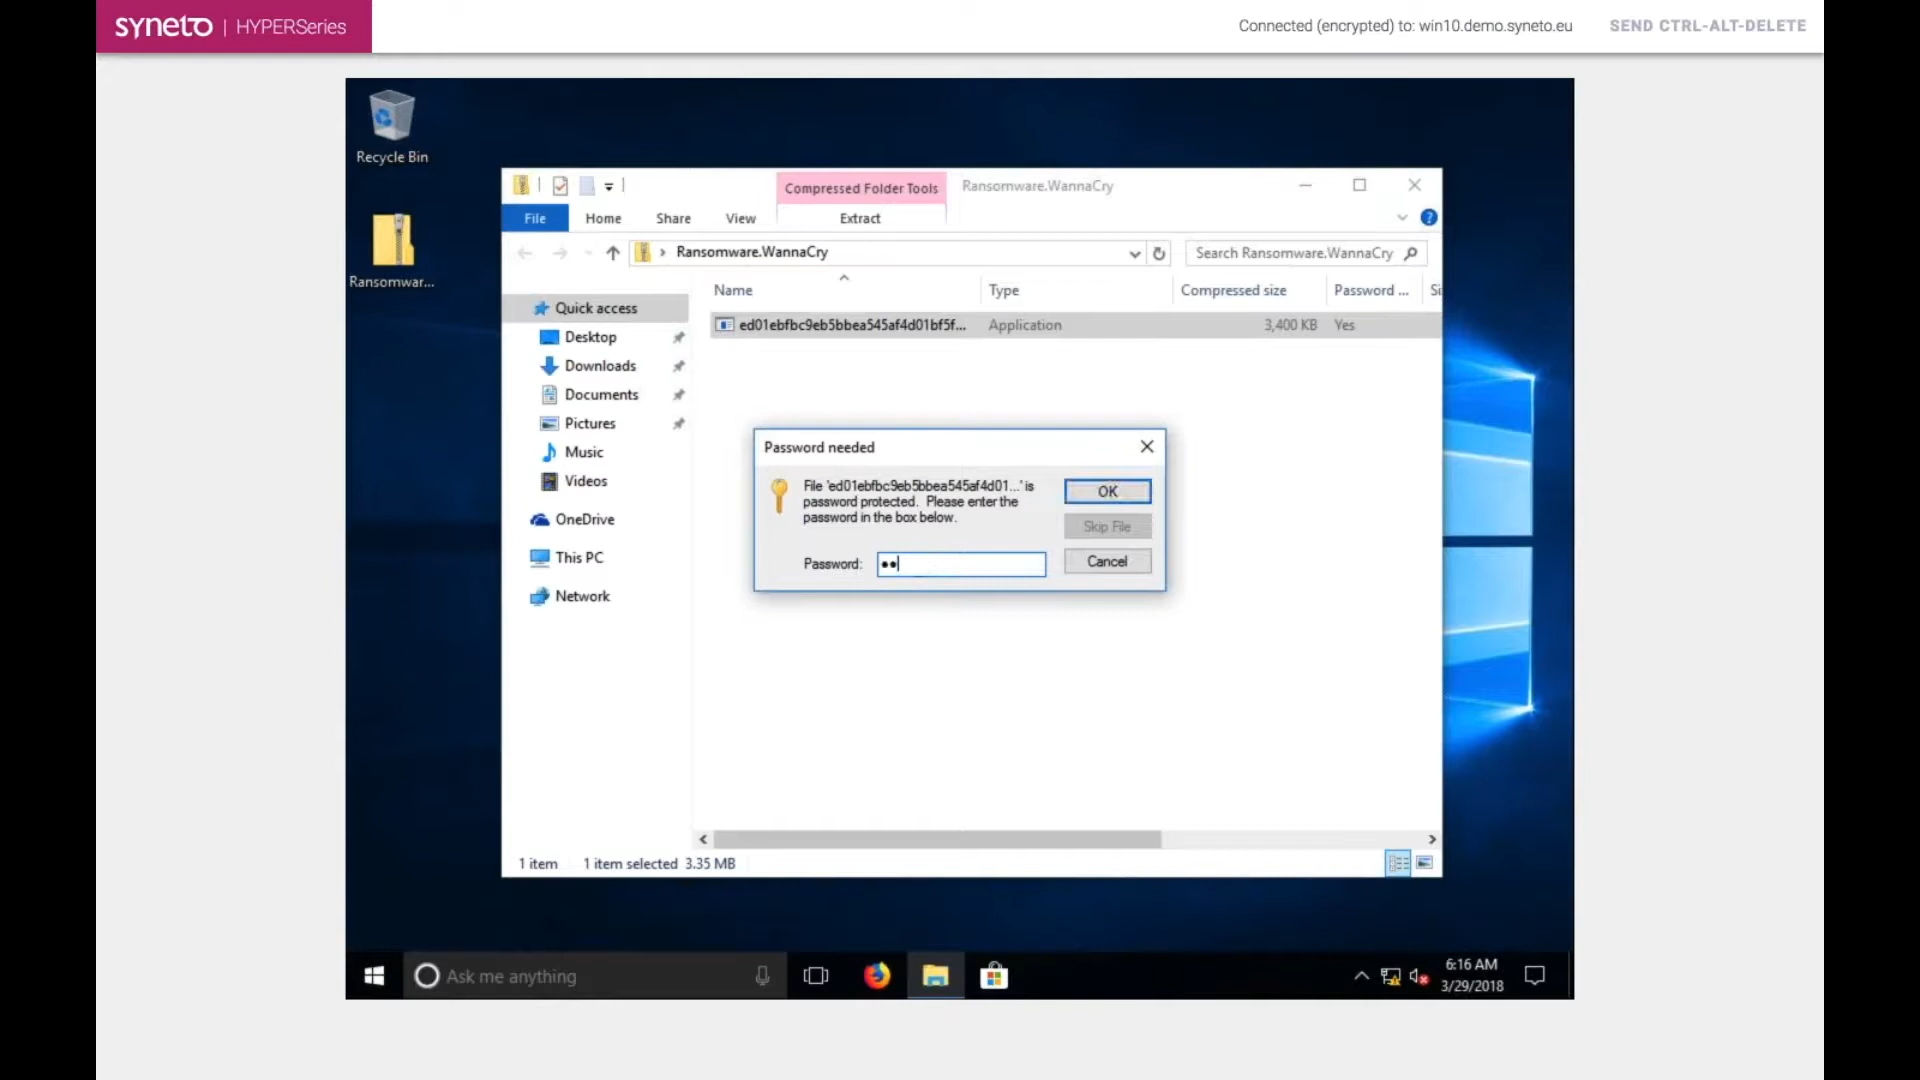 syneto | HYPERSeries
Connected (encrypted) to: win10.demo.syneto.eu
SEND CTRL-ALT-DELETE
Recycle Bin
Ransomwar...
Compressed Folder Tools
Ransomware.WannaCry
File
Home
Share
View
Extract
?
Ransomware.WannaCry
Search Ransomware.WannaCry
Name
Type
Compressed size
Password ...
Si
ed01ebfbc9eb5bbea545af4d01bf5f...
Application
3,400 KB
Yes
Quick access
Desktop
Downloads
Documents
Pictures
Music
Videos
OneDrive
This PC
Network
Password needed
File 'ed01ebfbc9eb5bbea545af4d01...' is
password protected. Please enter the
password in the box below.
OK
Skip File
Password: ●●
Cancel
1 item
1 item selected 3.35 MB
Ask me anything
6:16 AM
3/29/2018